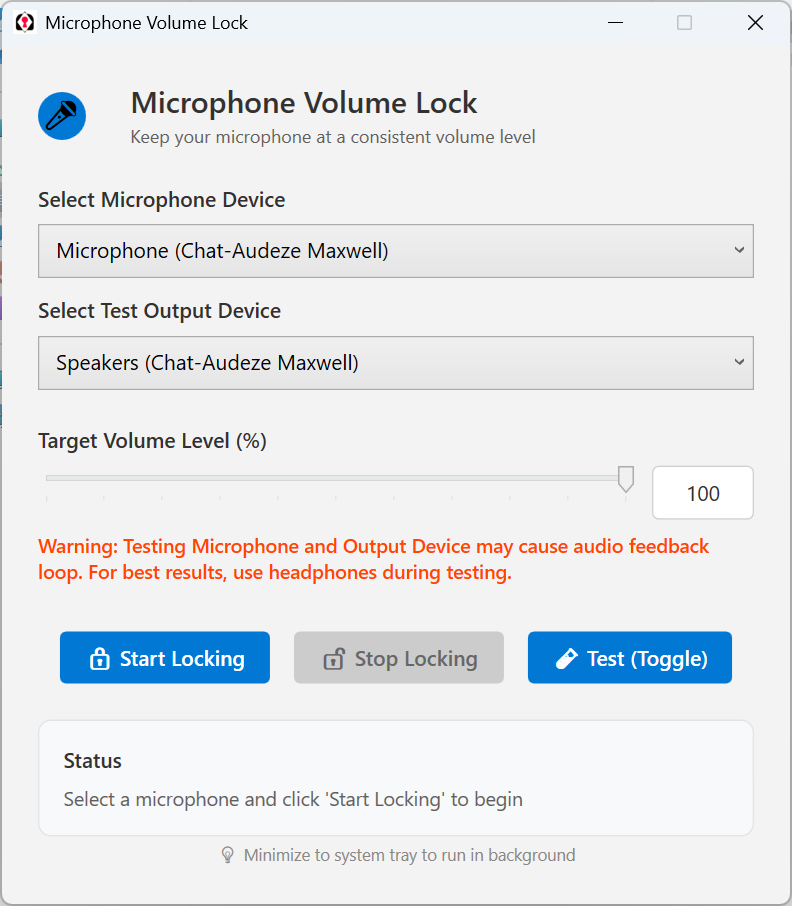 Microphone Volume Lock
Microphone Volume Lock
Keep your microphone at a consistent volume level
Select Microphone Device
Microphone (Chat-Audeze Maxwell)
Select Test Output Device
Speakers (Chat-Audeze Maxwell)
Target Volume Level (%)
100
Warning: Testing Microphone and Output Device may cause audio feedback
loop. For best results, use headphones during testing.
Start Locking
Stop Locking
Test (Toggle)
Status
Select a microphone and click 'Start Locking' to begin
Minimize to system tray to run in background